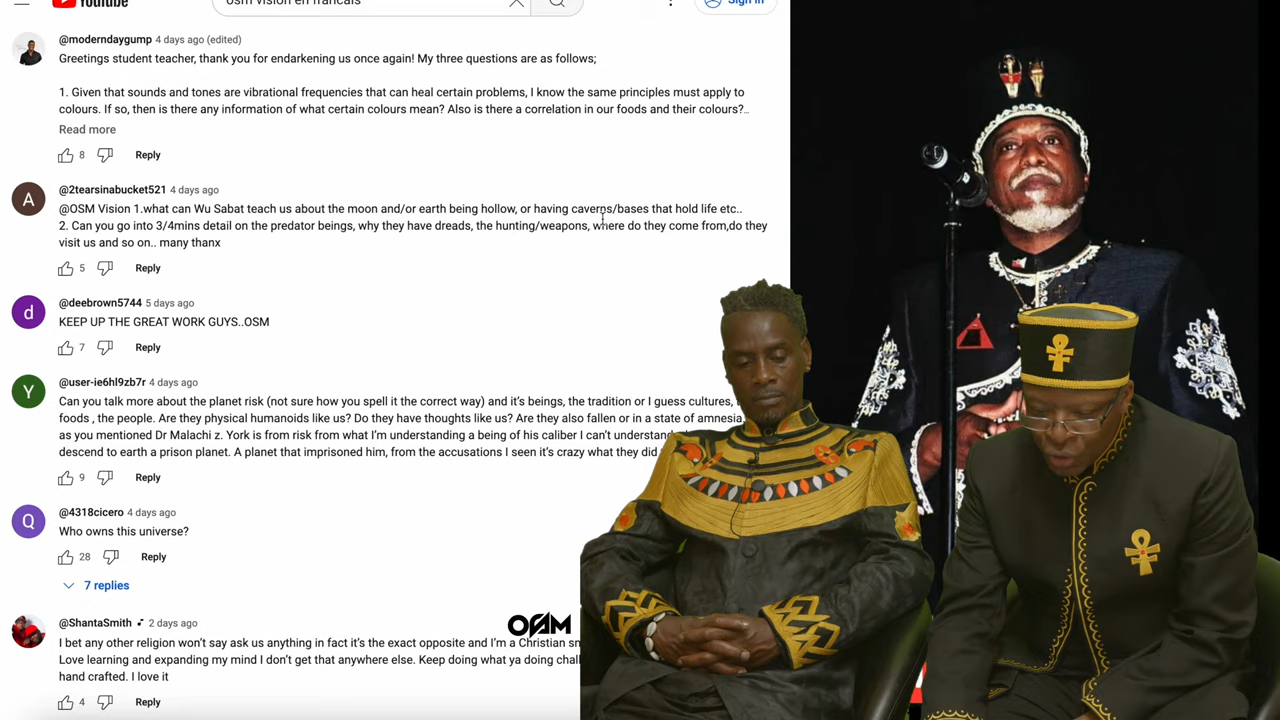 YouTube
osm vision en francais
Sign in
@moderndaygump 4 days ago (edited)
Greetings student teacher, thank you for endarkening us once again! My three questions are as follows;
1. Given that sounds and tones are vibrational frequencies that can heal certain problems, I know the same principles must apply to
colours. If so, then is there any information of what certain colours mean? Also is there a correlation in our foods and their colours?..
Read more
8 Reply
A
@2tearsinabucket521 4 days ago
@OSM Vision 1.what can Wu Sabat teach us about the moon and/or earth being hollow, or having caverns/bases that hold life etc..
2. Can you go into 3/4mins detail on the predator beings, why they have dreads, the hunting/weapons, where do they come from,do they
visit us and so on.. many thanx
5 Reply
d
@deebrown5744 5 days ago
KEEP UP THE GREAT WORK GUYS..OSM
7 Reply
Y
@user-ie6hl9zb7r 4 days ago
Can you talk more about the planet risk (not sure how you spell it the correct way) and it's beings, the tradition or I guess cultures,
foods , the people. Are they physical humanoids like us? Do they have thoughts like us? Are they also fallen or in a state of amnesia
as you mentioned Dr Malachi z. York is from risk from what I'm understanding a being of his caliber I can't understand
descend to earth a prison planet. A planet that imprisoned him, from the accusations I seen it's crazy what they did
9 Reply
Q
@4318cicero 4 days ago
Who owns this universe?
28 Reply
7 replies
@ShantaSmith 2 days ago
I bet any other religion won't say ask us anything in fact it's the exact opposite and I'm a Christian
Love learning and expanding my mind I don't get that anywhere else. Keep doing what ya doing
hand crafted. I love it
4 Reply
OSM